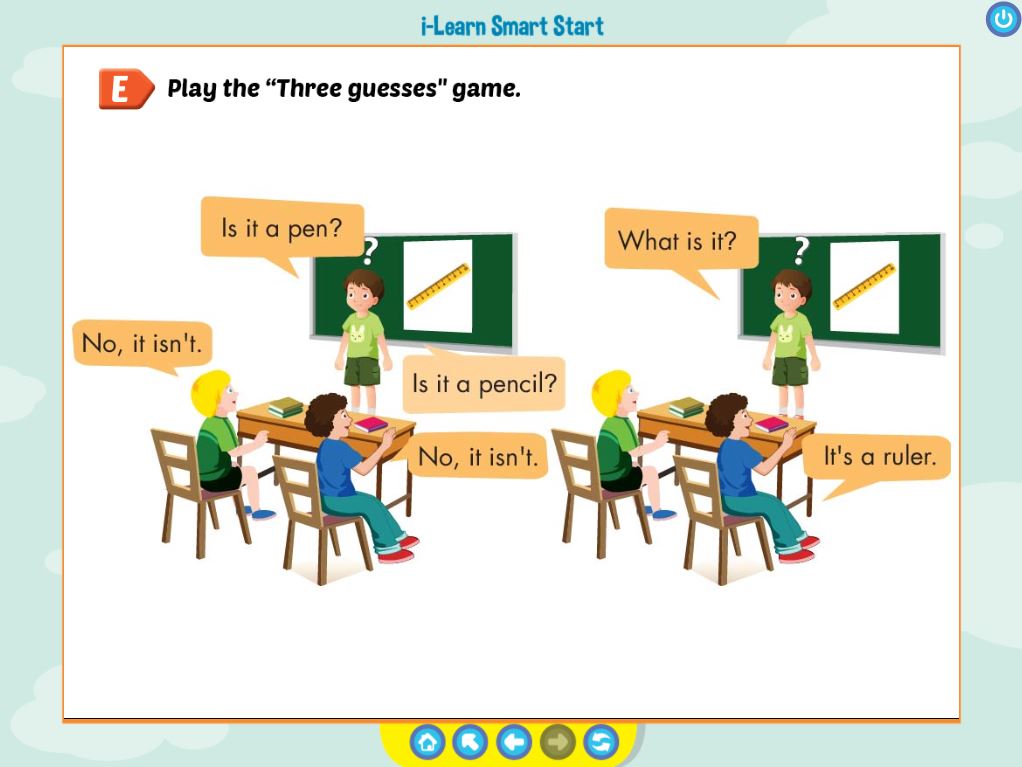 i-Learn Smart Start
E Play the “Three guesses" game.
Is it a pen?
?
No, it isn't.
Is it a pencil?
No, it isn't.
What is it?
?
It's a ruler.